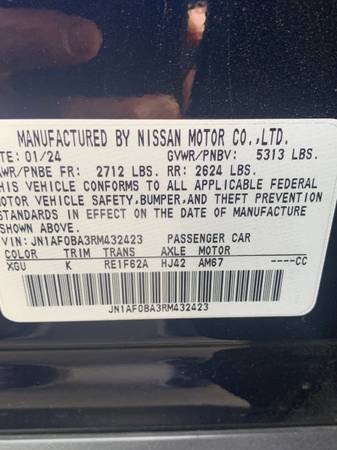 MANUFACTURED BY NISSAN MOTOR CO.,LTD.
TE: 01/24 GVWR/PNBV: 5313 LBS.
AWR/PNBE FR: 2712 LBS. RR: 2624 LBS.
THIS VEHICLE CONFORMS TO ALL APPLICABLE FEDERAL
MOTOR VEHICLE SAFETY,BUMPER,AND THEFT PREVENTION
STANDARDS IN EFFECT ON THE DATE OF MANUFACTURE
SHOWN ABOVE.
VIN: JN1AF0BA3RM432423 PASSENGER CAR
COLOR TRIM TRANS AXLE MOTOR
XGU K RE1F62A HJ42 AM67 ----CC
JN1AF0BA3RM432423